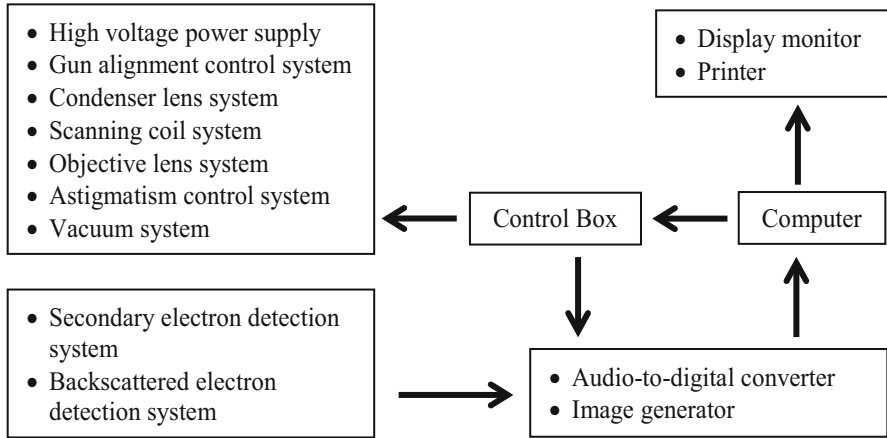 • High voltage power supply
• Gun alignment control system
• Condenser lens system
• Scanning coil system
• Objective lens system
• Astigmatism control system
• Vacuum system
• Display monitor
• Printer
Control Box
Computer
• Secondary electron detection
system
• Backscattered electron
detection system
• Audio-to-digital converter
• Image generator